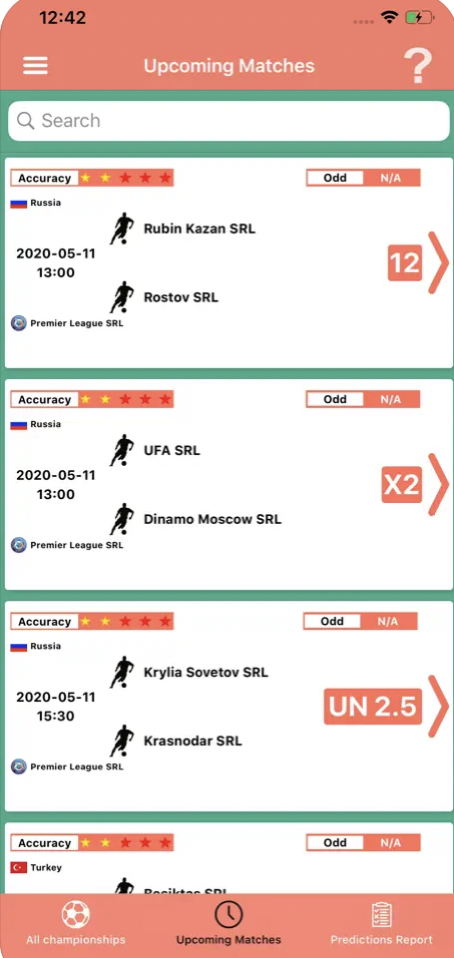 12:42
Upcoming Matches
?
Search
Accuracy
Odd N/A
Russia
Rubin Kazan SRL
2020-05-11
13:00
12
Rostov SRL
Premier League SRL
Accuracy
Odd N/A
Russia
UFA SRL
2020-05-11
13:00
X2
Dinamo Moscow SRL
Premier League SRL
Accuracy
Odd N/A
Russia
Krylia Sovetov SRL
2020-05-11
15:30
UN 2.5
Krasnodar SRL
Premier League SRL
Accuracy
Odd N/A
Turkey
Besiktas SRL
All championships
Upcoming Matches
Predictions Report